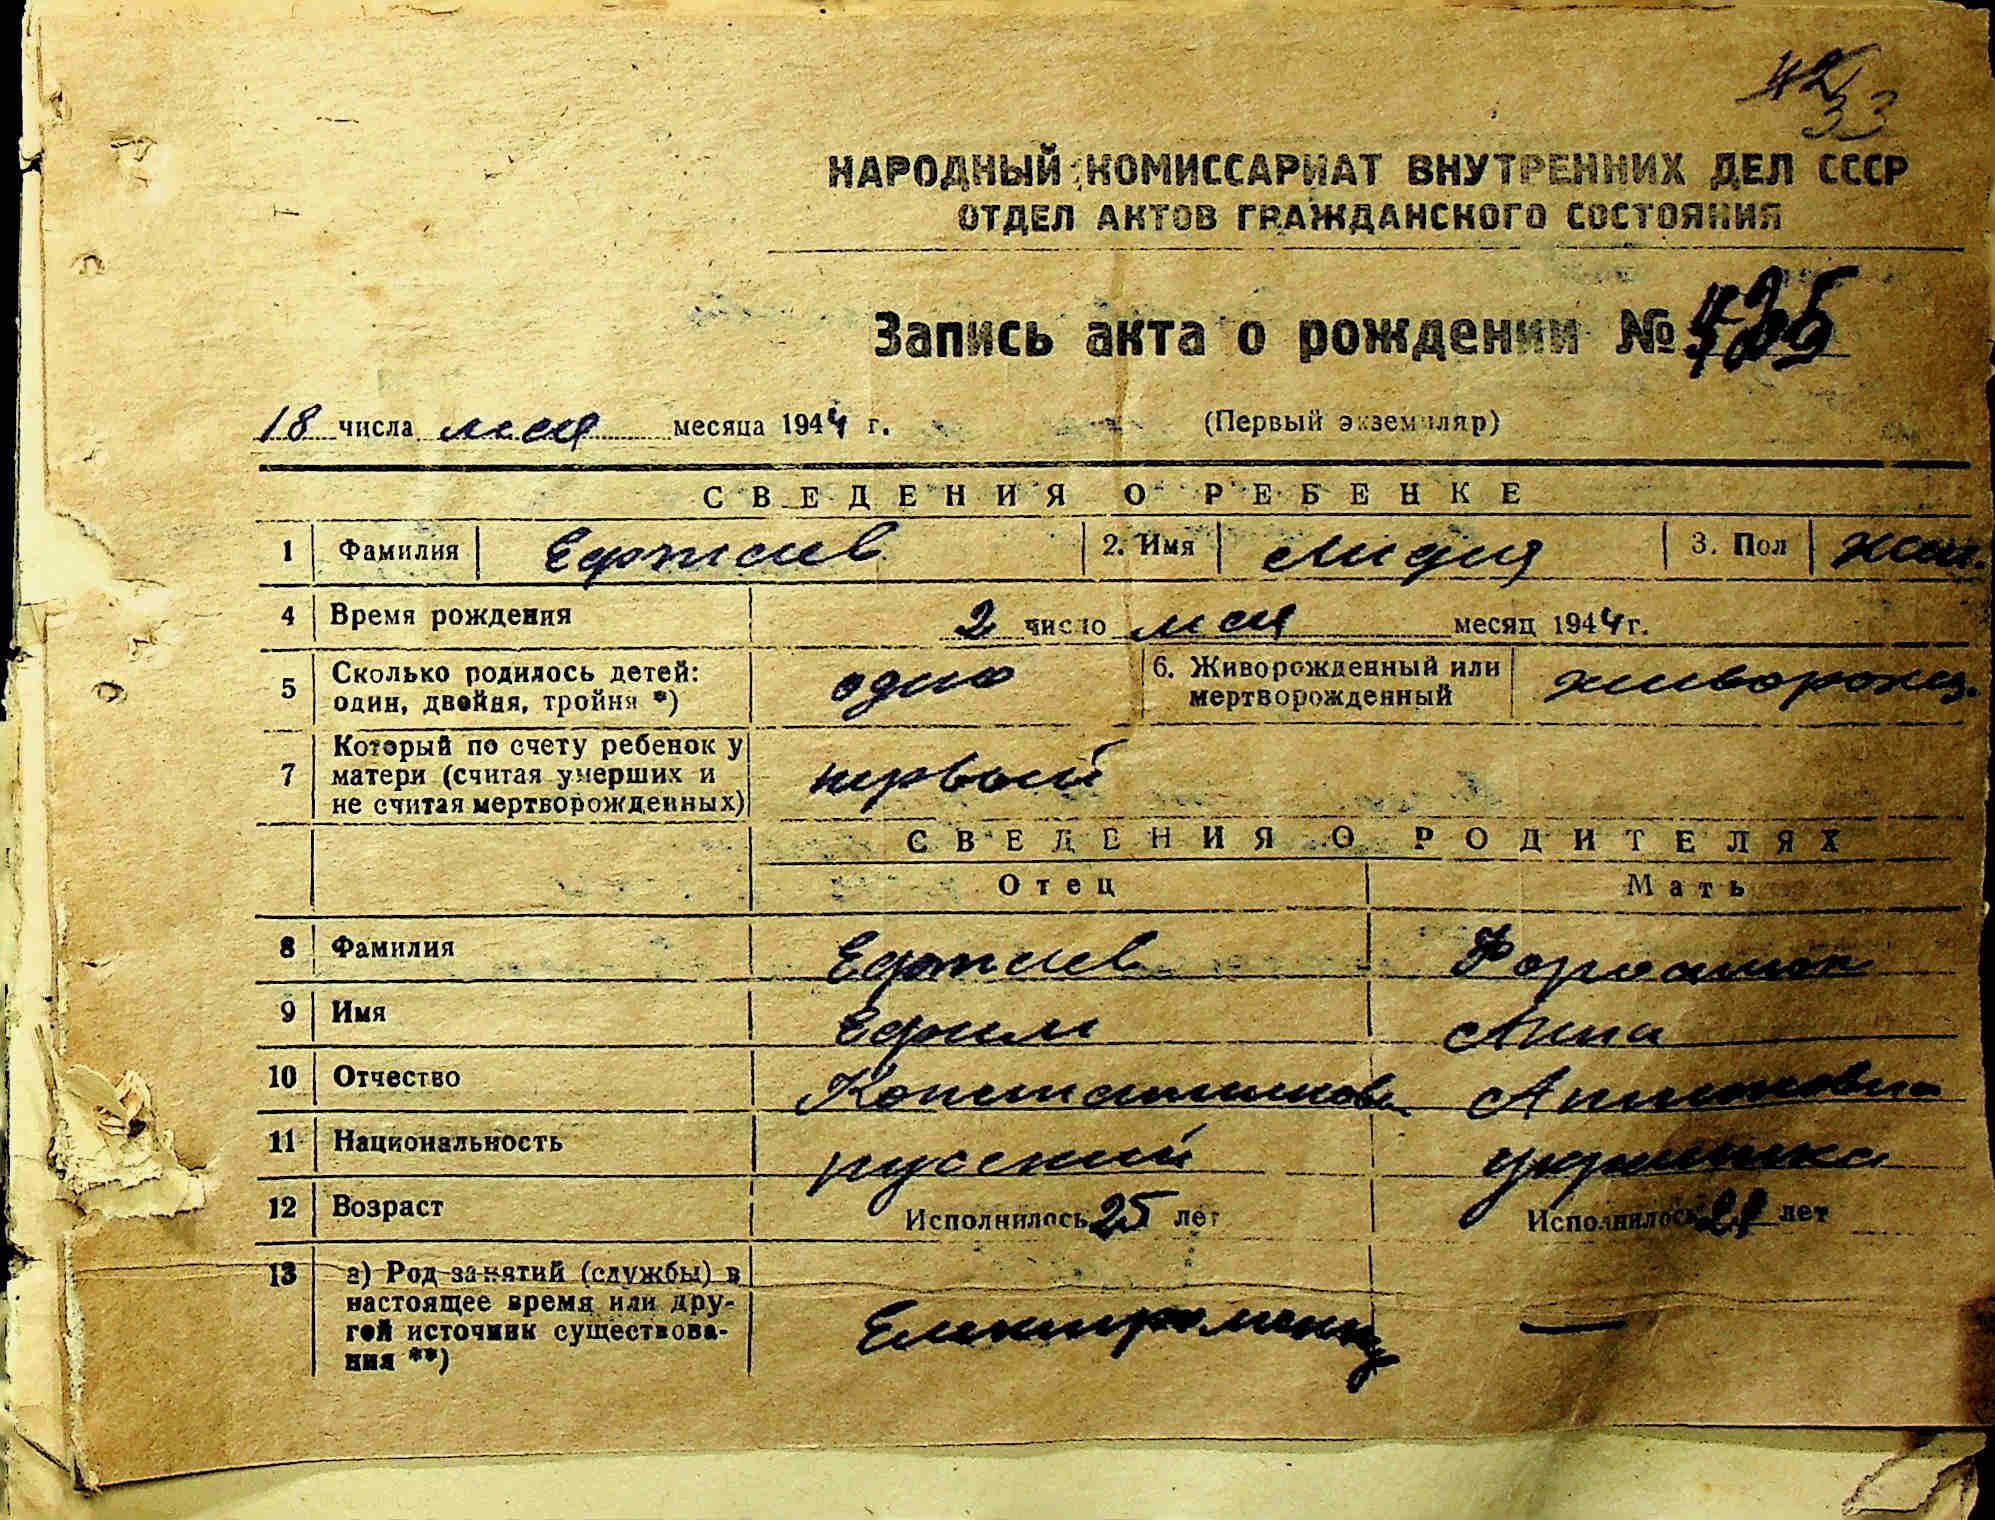 42
33
НАРОДНЫЙ КОМИССАРИАТ ВНУТРЕННИХ ДЕЛ СССР
ОТДЕЛ АКТОВ ГРАЖДАНСКОГО СОСТОЯНИЯ
Запись акта о рождении №
18 числа мая месяца 1944 г. (Первый экземпляр)
СВЕДЕНИЯ О РЕБЕНКЕ
1 Фамилия 2. Имя Лидия 3. Пол жен.
4 Время рождения 2 число мая месяц 1944 г.
5 Сколько родилось детей: один, двойня, тройня *) одно 6. Живорожденный или мертворожденный живорожд.
7 Который по счету ребенок у матери (считая умерших и не считая мертворожденных) первый
СВЕДЕНИЯ О РОДИТЕЛЯХ
Отец Мать
8 Фамилия
9 Имя Ефим Анна
10 Отчество Константинов Антоновна
11 Национальность русский украинка
12 Возраст Исполнилось 25 лет Исполнилось лет
13 а) Род занятий (службы) в настоящее время или другой источник существования **) —